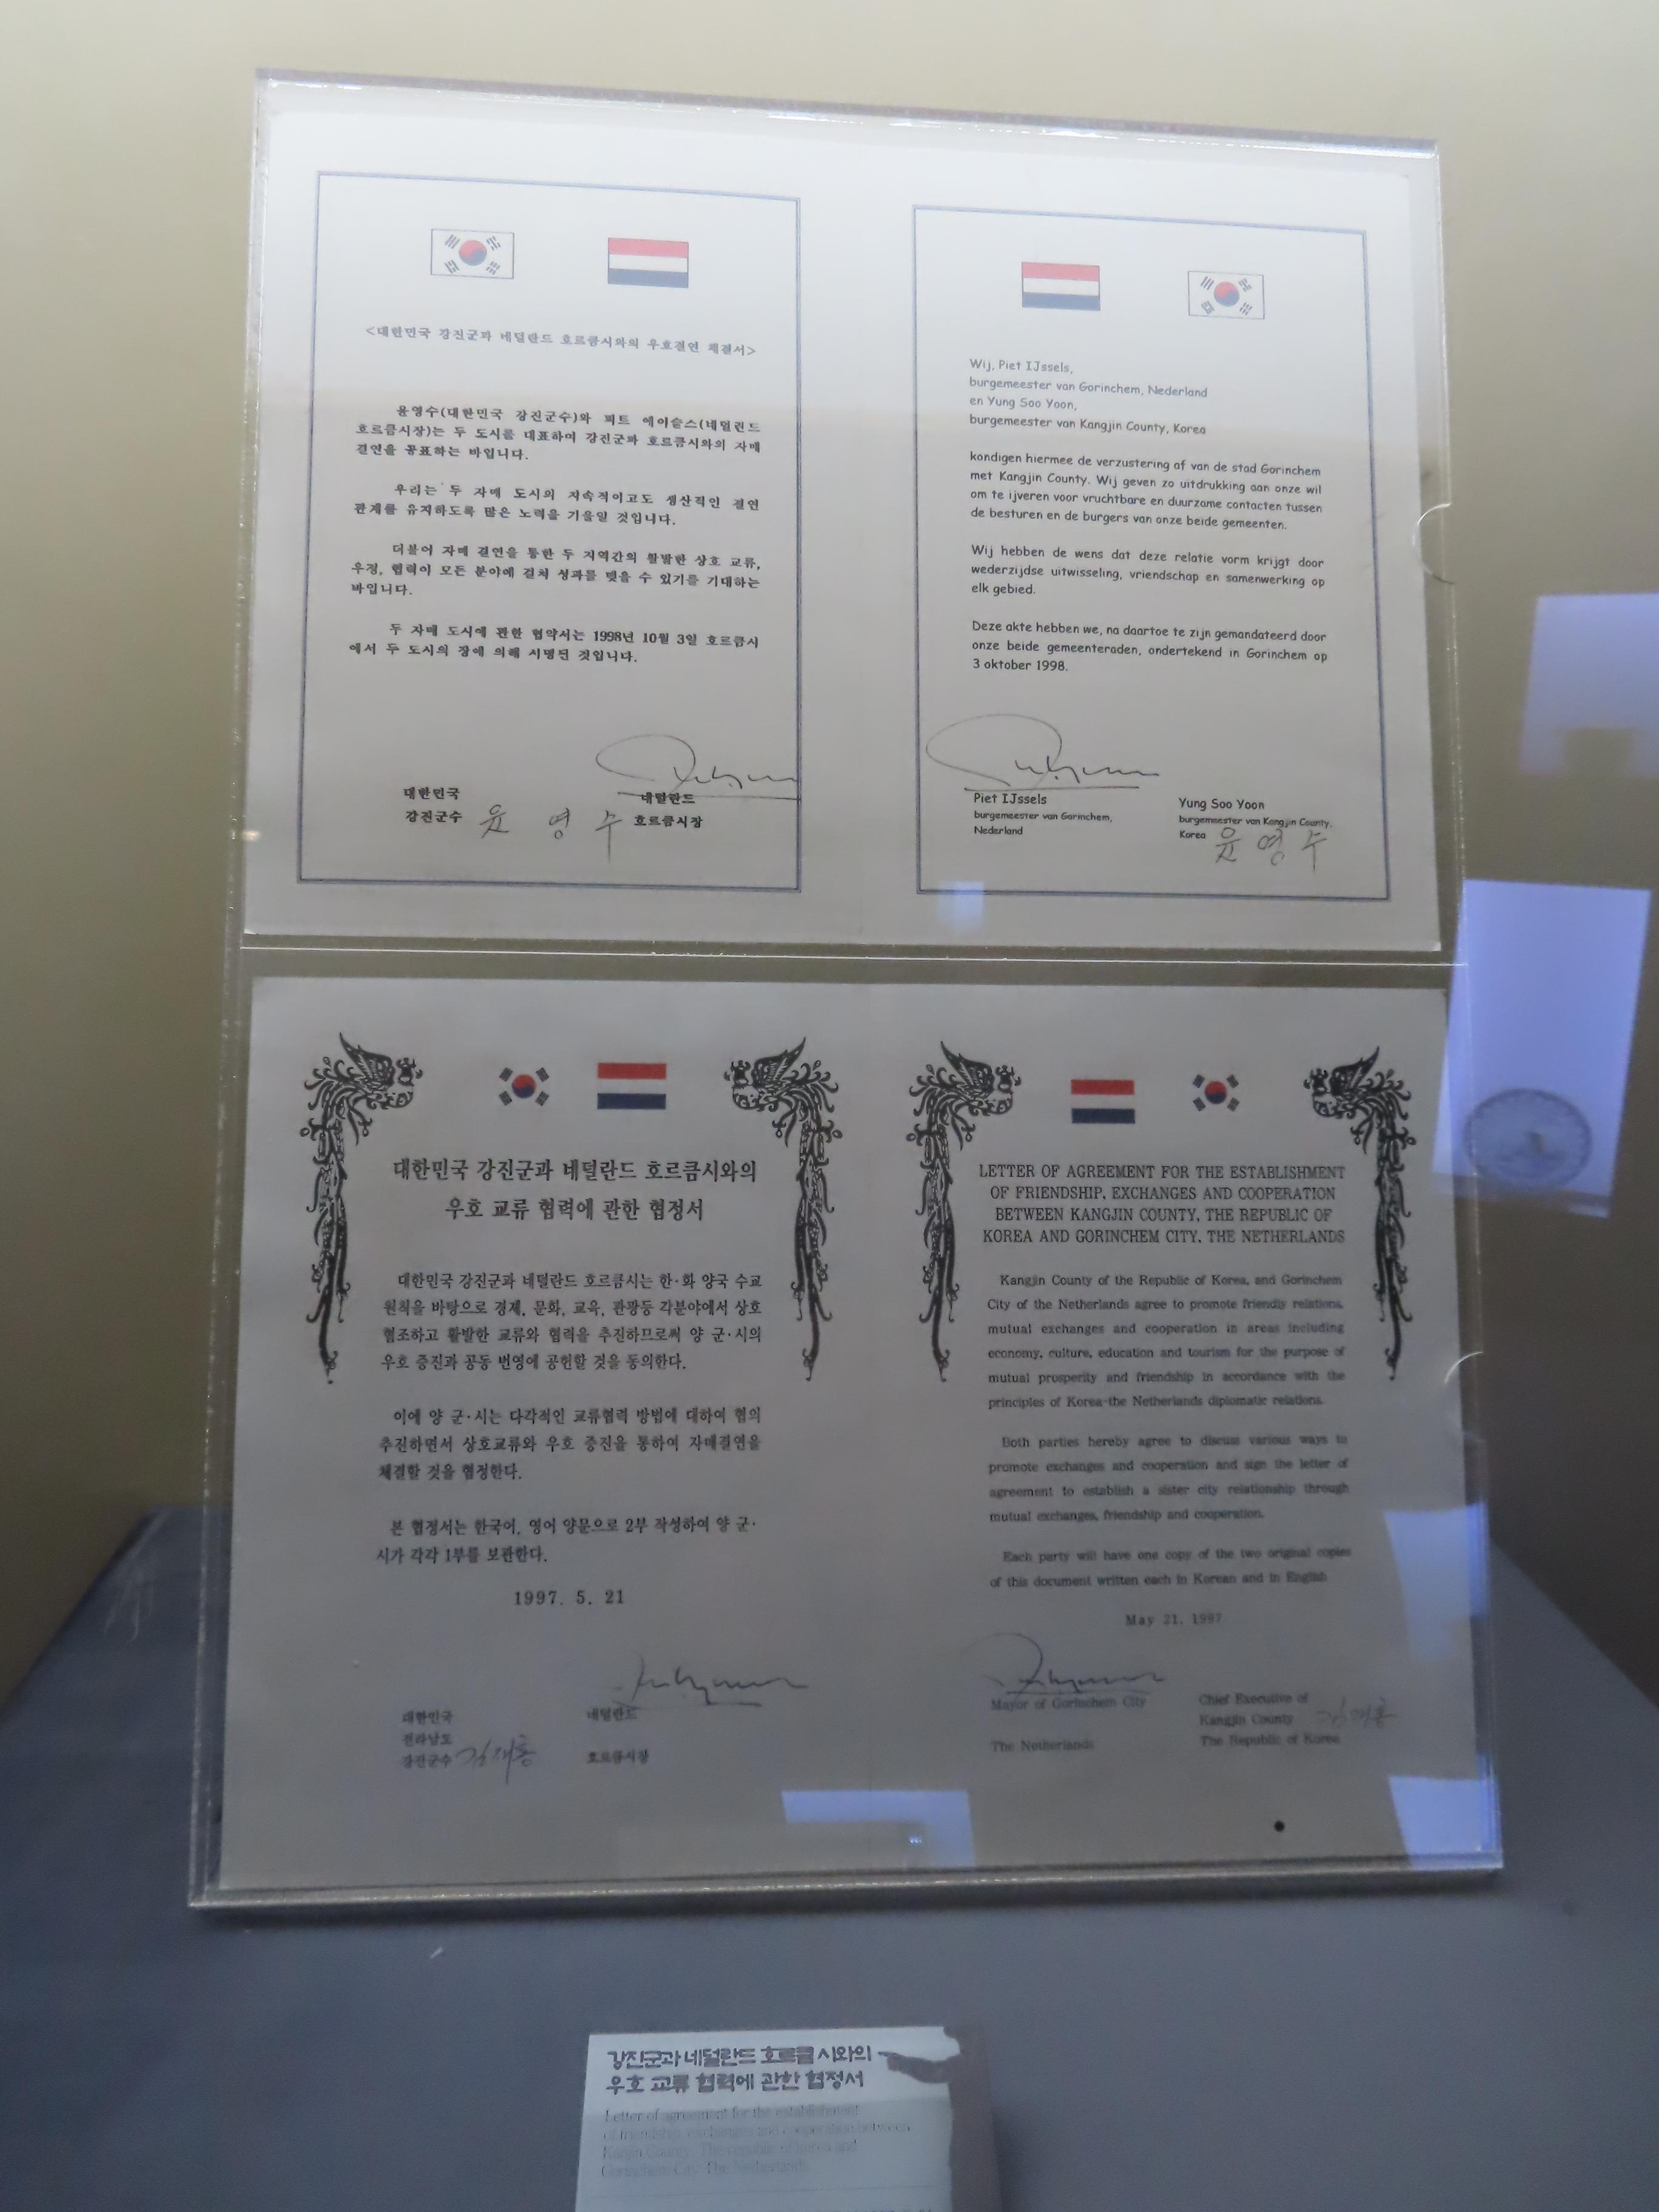 <대한민국 강진군과 네덜란드 호르큼시와의 우호결연 체결서>
윤영수(대한민국 강진군수)와 피트 에이슬스(네덜란드
호르큼시장)는 두 도시를 대표하여 강진군과 호르큼시와의 자매
결연을 공표하는 바입니다.
우리는 두 자매 도시의 지속적이고도 생산적인 결연
관계를 유지하도록 많은 노력을 기울일 것입니다.
더불어 자매 결연을 통한 두 지역간의 활발한 상호 교류,
우정, 협력이 모든 분야에 걸쳐 성과를 맺을 수 있기를 기대하는
바입니다.
두 자매 도시에 관한 협약서는 1998년 10월 3일 호르큼시
에서 두 도시의 장에 의해 서명된 것입니다.
대한민국
강진군수 윤 영 수
네덜란드
호르큼시장
Wij, Piet IJssels,
burgemeester van Gorinchem, Nederland
en Yung Soo Yoon,
burgemeester van Kangjin County, Korea
kondigen hiermee de verzustering af van de stad Gorinchem
met Kangjin County. Wij geven zo uitdrukking aan onze wil
om te ijveren voor vruchtbare en duurzame contacten tussen
de besturen en de burgers van onze beide gemeenten.
Wij hebben de wens dat deze relatie vorm krijgt door
wederzijdse uitwisseling, vriendschap en samenwerking op
elk gebied.
Deze akte hebben we, na daartoe te zijn gemandateerd door
onze beide gemeenteraden, ondertekend in Gorinchem op
3 oktober 1998.
Piet IJssels
burgemeester van Gorinchem,
Nederland
Yung Soo Yoon
burgemeester van Kangjin County,
Korea 윤 영 수
대한민국 강진군과 네덜란드 호르큼시와의
우호 교류 협력에 관한 협정서
대한민국 강진군과 네덜란드 호르큼시는 한·화 양국 수교
원칙을 바탕으로 경제, 문화, 교육, 관광등 각분야에서 상호
협조하고 활발한 교류와 협력을 추진하므로써 양 군·시의
우호 증진과 공동 번영에 공헌할 것을 동의한다.
이에 양 군·시는 다각적인 교류협력 방법에 대하여 협의
추진하면서 상호교류와 우호 증진을 통하여 자매결연을
체결할 것을 협정한다.
본 협정서는 한국어, 영어 양문으로 2부 작성하여 양 군·
시가 각각 1부를 보관한다.
1997. 5. 21
대한민국
전라남도
강진군수 김재홍
네덜란드
호르큼시장
LETTER OF AGREEMENT FOR THE ESTABLISHMENT
OF FRIENDSHIP, EXCHANGES AND COOPERATION
BETWEEN KANGJIN COUNTY, THE REPUBLIC OF
KOREA AND GORINCHEM CITY, THE NETHERLANDS
Kangjin County of the Republic of Korea, and Gorinchem
City of the Netherlands agree to promote friendly relations,
mutual exchanges and cooperation in areas including
economy, culture, education and tourism for the purpose of
mutual prosperity and friendship in accordance with the
principles of Korea-the Netherlands diplomatic relations.
Both parties hereby agree to discuss various ways to
promote exchanges and cooperation and sign the letter of
agreement to establish a sister city relationship through
mutual exchanges, friendship and cooperation.
Each party will have one copy of the two original copies
of this document written each in Korean and in English
May 21, 1997
Mayor of Gorinchem City
The Netherlands
Chief Executive of
Kangjin County 김재홍
The Republic of Korea
강진군과 네덜란드 호르큼 시와의
우호 교류 협력에 관한 협정서
Letter of agreement for the establishment
of friendship, exchanges and cooperation between
Kanjin County, The republic of korea and
Gorinchem City, The Netherlands